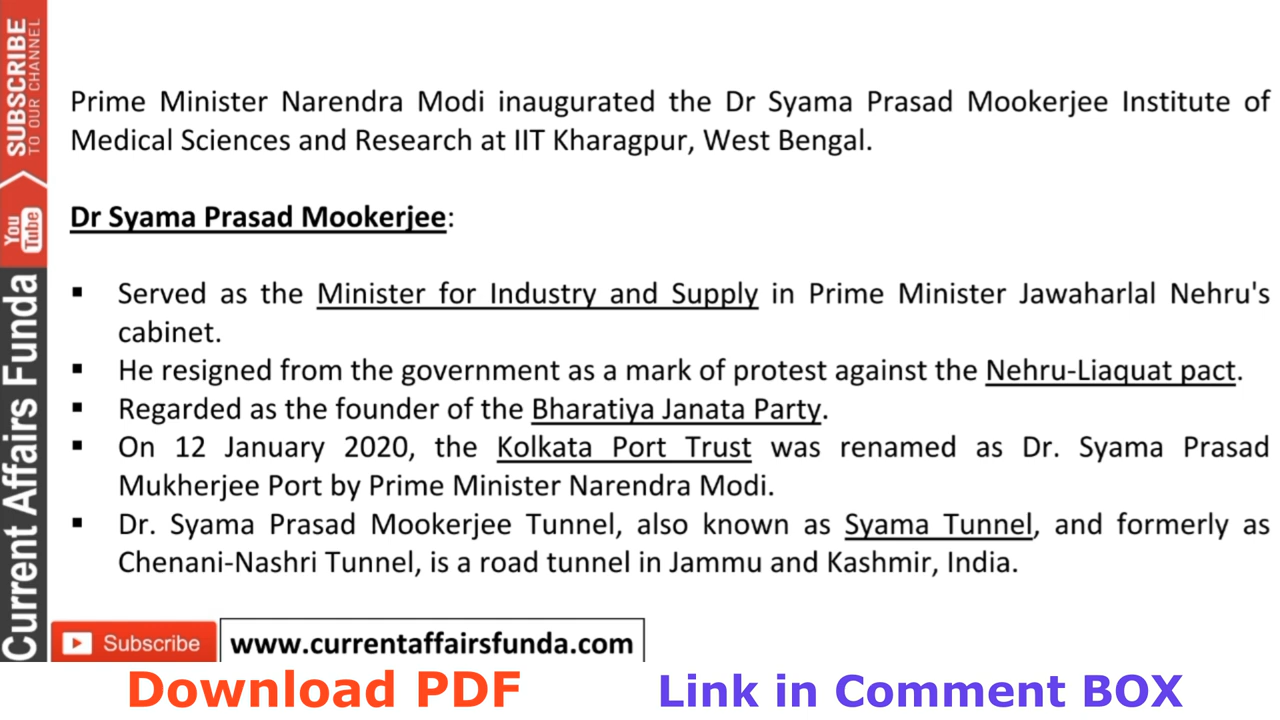 SUBSCRIBE
TO OUR CHANNEL
You
Tube
Current Affairs Funda
Prime Minister Narendra Modi inaugurated the Dr Syama Prasad Mookerjee Institute of
Medical Sciences and Research at IIT Kharagpur, West Bengal.
Dr Syama Prasad Mookerjee:
▪ Served as the Minister for Industry and Supply in Prime Minister Jawaharlal Nehru's
cabinet.
▪ He resigned from the government as a mark of protest against the Nehru-Liaquat pact.
▪ Regarded as the founder of the Bharatiya Janata Party.
▪ On 12 January 2020, the Kolkata Port Trust was renamed as Dr. Syama Prasad
Mukherjee Port by Prime Minister Narendra Modi.
▪ Dr. Syama Prasad Mookerjee Tunnel, also known as Syama Tunnel, and formerly as
Chenani-Nashri Tunnel, is a road tunnel in Jammu and Kashmir, India.
Subscribe
www.currentaffairsfunda.com
Download PDF
Link in Comment BOX